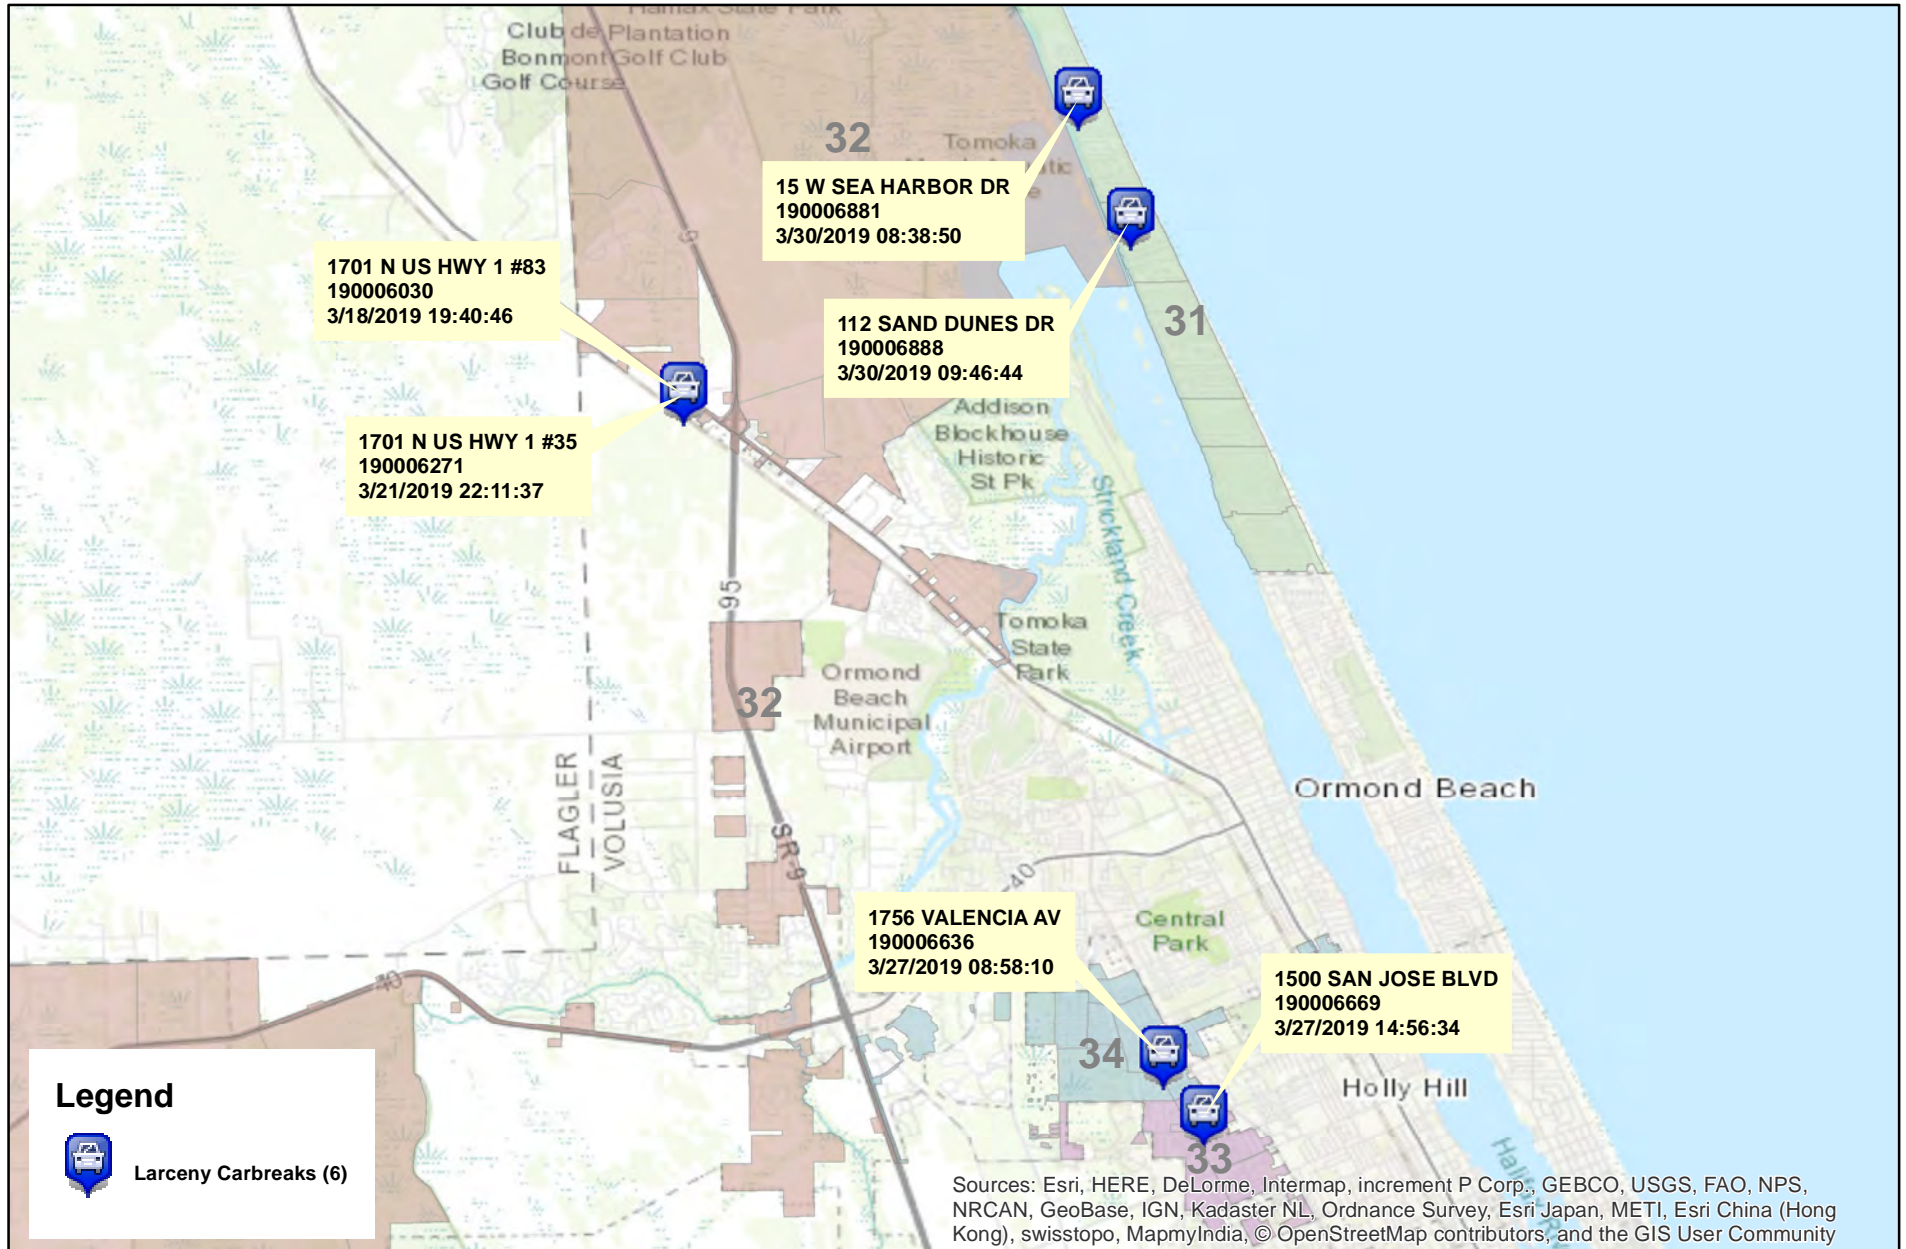 Club de Plantation
Bonmont Golf Club
Golf Course
State Park
32
Tomoka
15 W SEA HARBOR DR
190006881
3/30/2019 08:38:50
1701 N US HWY 1 #83
190006030
3/18/2019 19:40:46
9
112 SAND DUNES DR
190006888
3/30/2019 09:46:44
31
1701 N US HWY 1 #35
190006271
3/21/2019 22:11:37
Addison
Blockhouse
Historic
St Pk
Strickland Creek
95
Tomoka
State
Park
32
Ormond
Beach
Municipal
Airport
FLAGLER
VOLUSIA
SR 9
Ormond Beach
40
1756 VALENCIA AV
190006636
3/27/2019 08:58:10
Central
Park
1500 SAN JOSE BLVD
190006669
3/27/2019 14:56:34
40
34
Holly Hill
33
Legend
Larceny Carbreaks (6)
Sources: Esri, HERE, DeLorme, Intermap, increment P Corp., GEBCO, USGS, FAO, NPS,
NRCAN, GeoBase, IGN, Kadaster NL, Ordnance Survey, Esri Japan, METI, Esri China (Hong
Kong), swisstopo, MapmyIndia, © OpenStreetMap contributors, and the GIS User Community